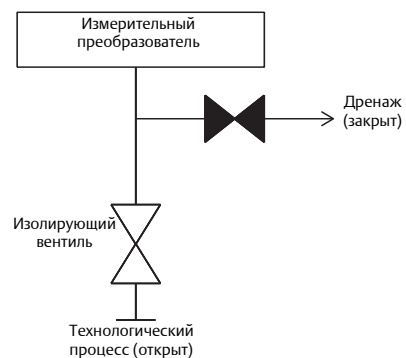 Измерительный
преобразователь
Дренаж
(закрыт)
Изолирующий
вентиль
Технологический
процесс (открыт)